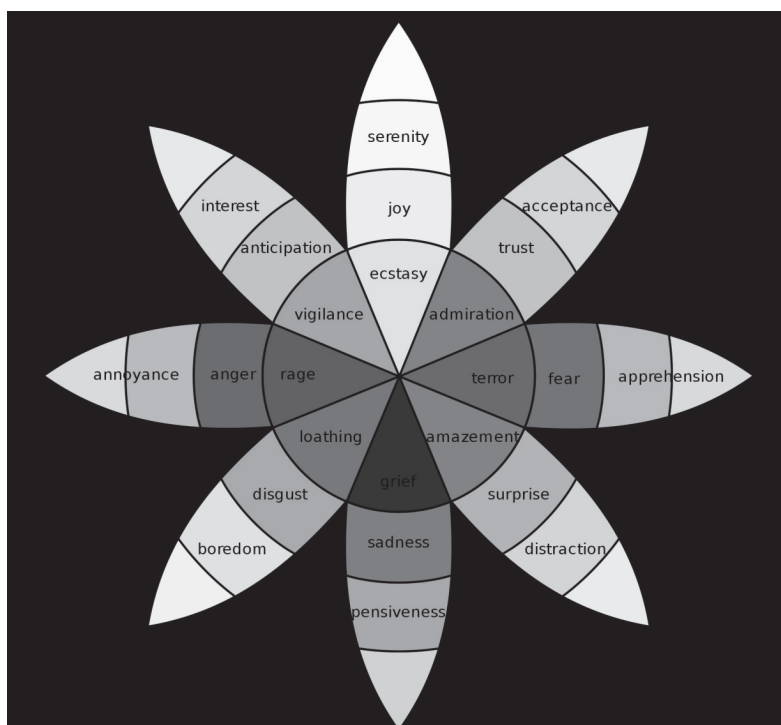 serenity
interest
acceptance
joy
anticipation
trust
ecstasy
vigilance
admiration
annoyance
anger
rage
terror
fear
apprehension
loathing
amazement
grief
disgust
surprise
boredom
sadness
distraction
pensiveness